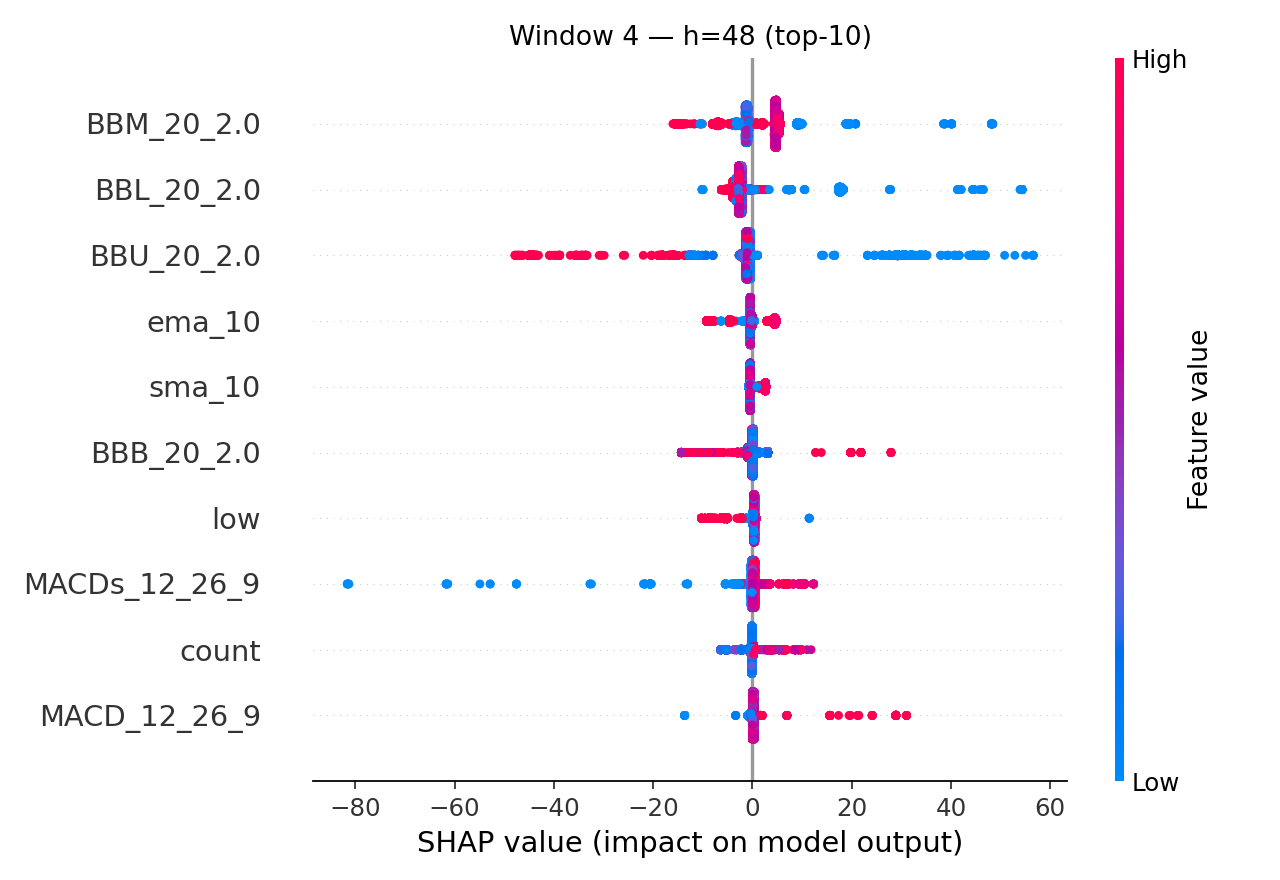 Window 4 — h=48 (top-10)
High
BBM_20_2.0
BBL_20_2.0
BBU_20_2.0
ema_10
sma_10
BBB_20_2.0
low
MACDs_12_26_9
count
MACD_12_26_9
Feature value
Low
−80 −60 −40 −20 0 20 40 60
SHAP value (impact on model output)